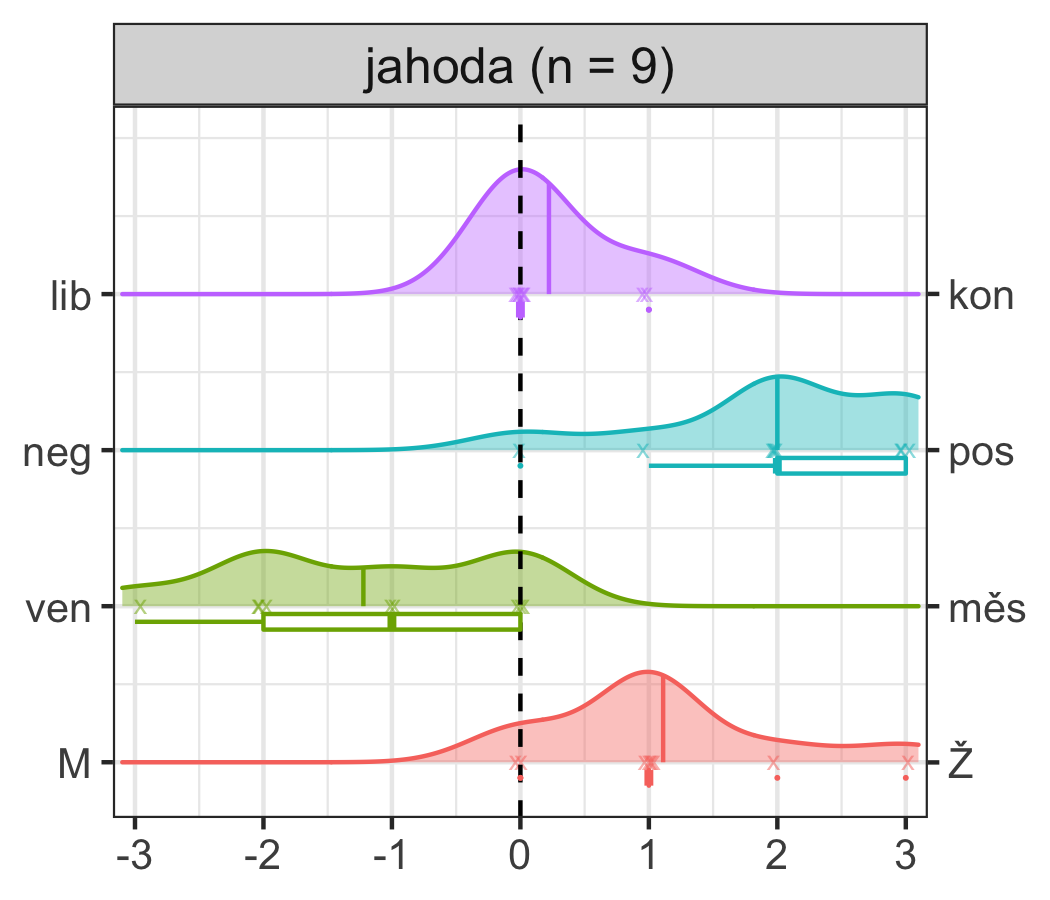 jahoda (n = 9)
lib kon
neg pos
ven měs
M Ž
-3 -2 -1 0 1 2 3